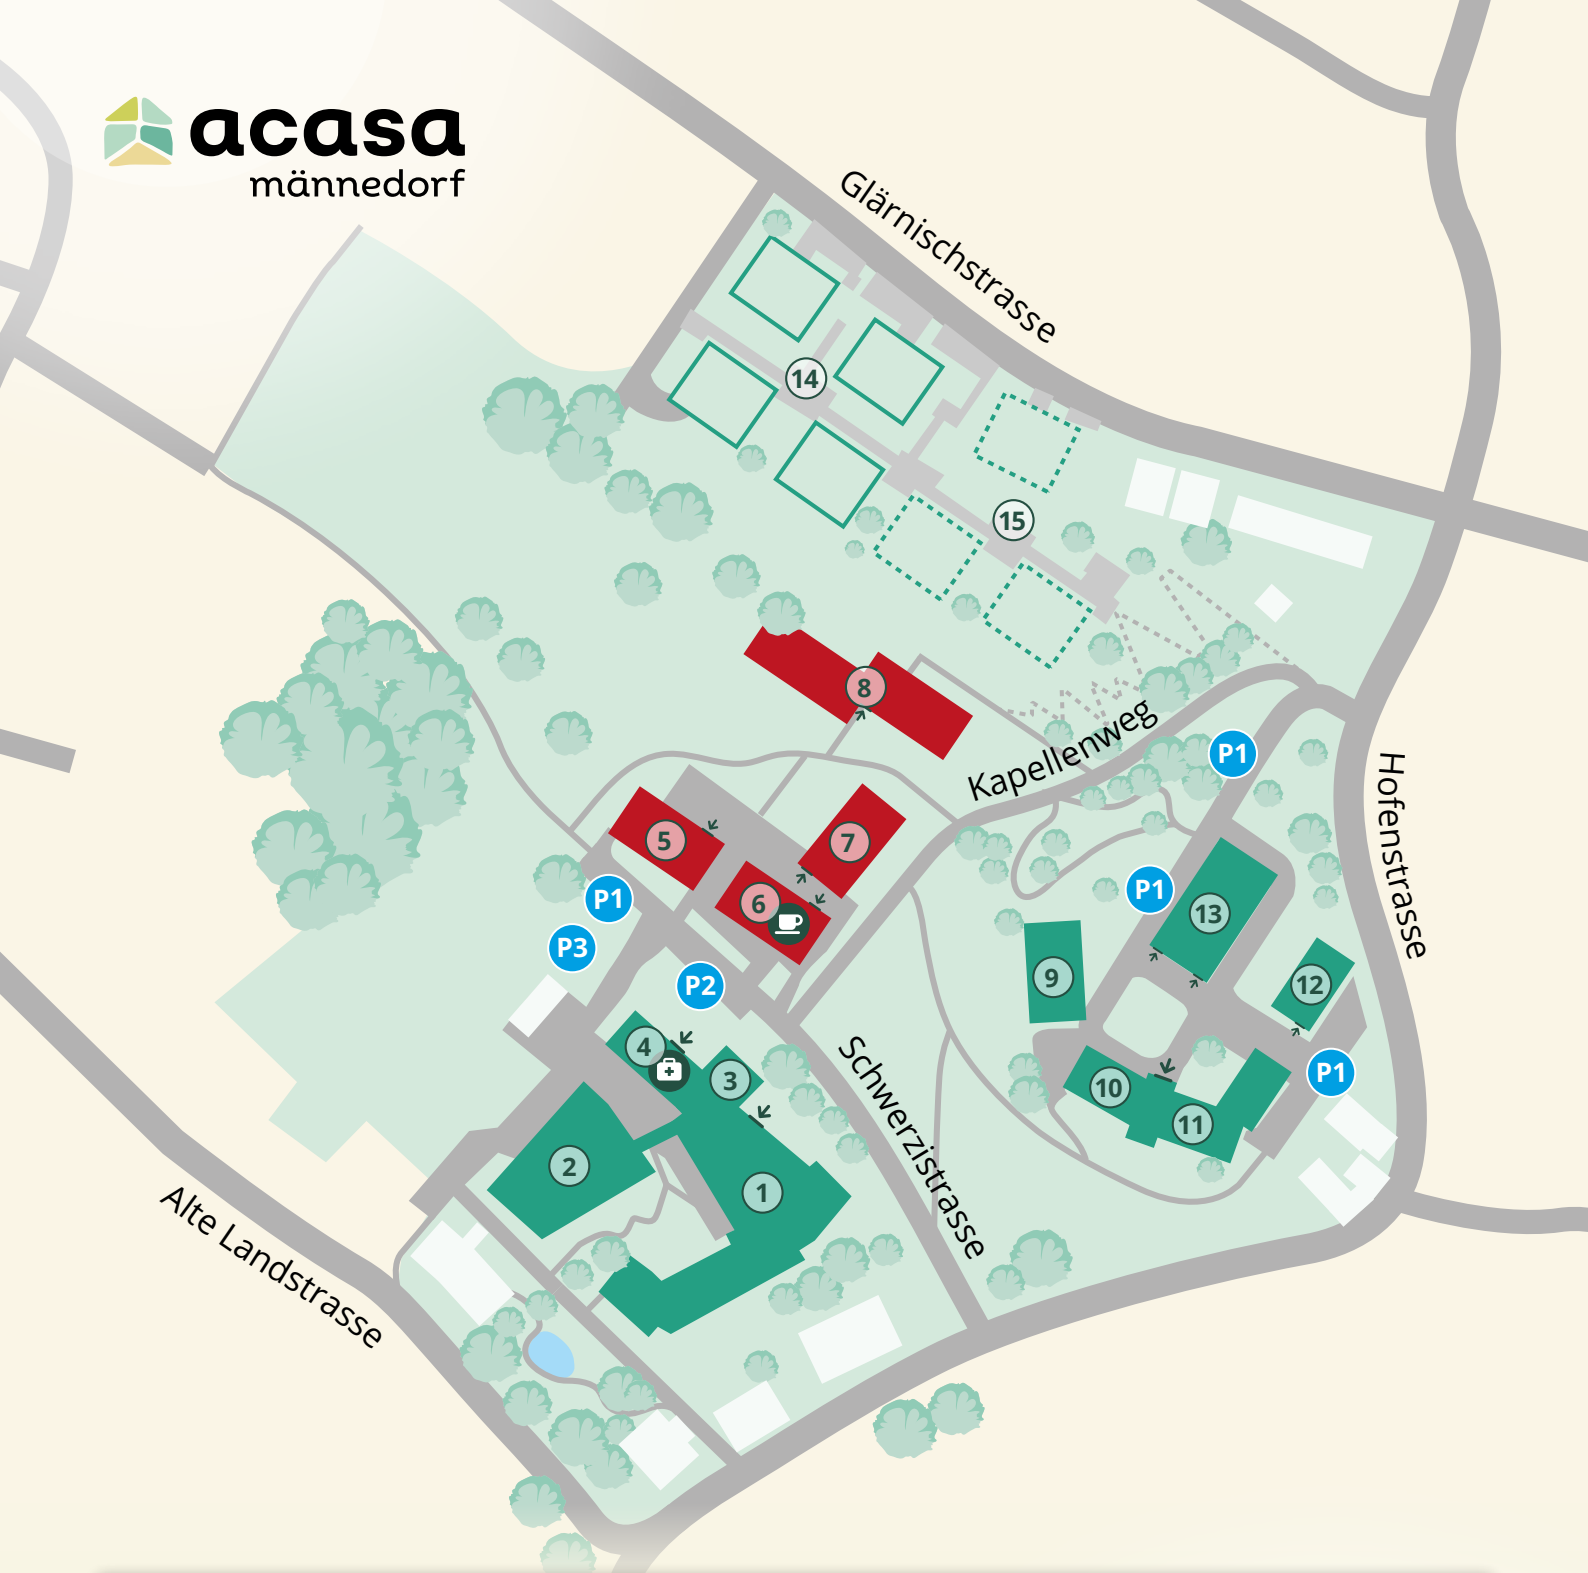 acasa
männedorf
Glärnischstrasse
14
15
8
Kapellenweg
P1
Hofenstrasse
5
7
6
P1
P3
P2
P1
13
9
12
4
3
10
11
P1
Schwerzistrasse
2
1
Alte Landstrasse